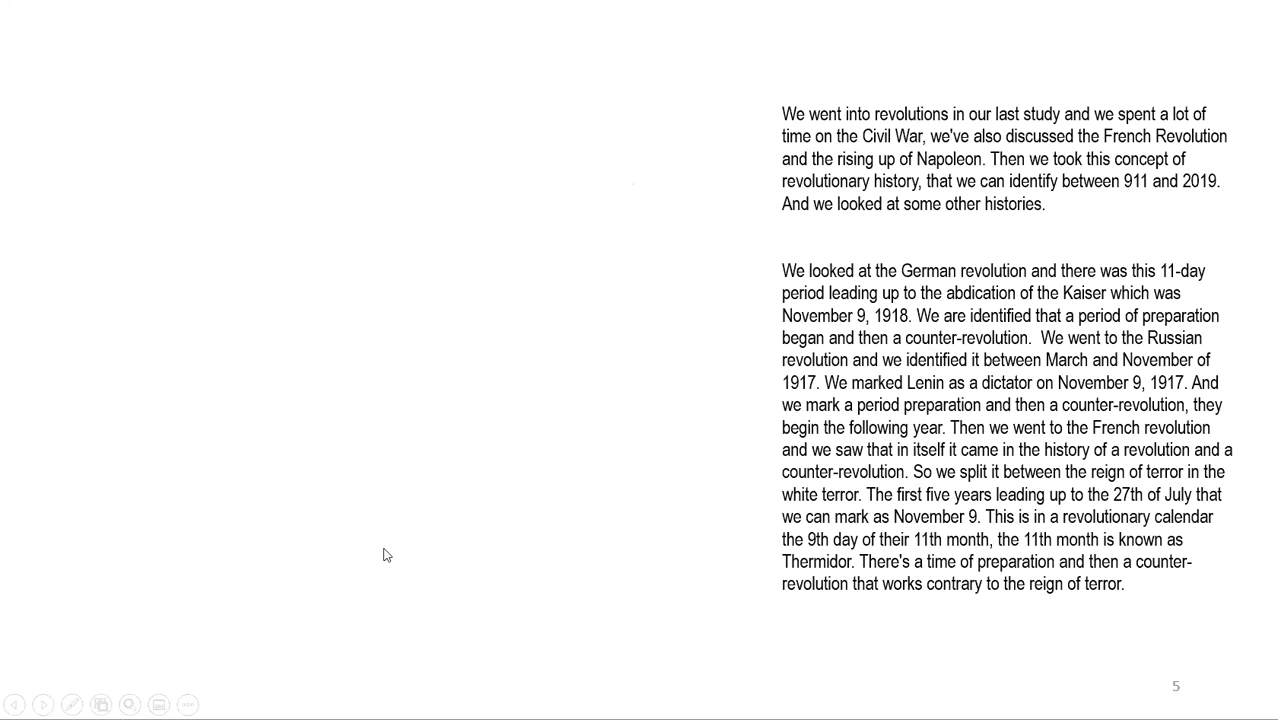 We went into revolutions in our last study and we spent a lot of
time on the Civil War, we've also discussed the French Revolution
and the rising up of Napoleon. Then we took this concept of
revolutionary history, that we can identify between 911 and 2019.
And we looked at some other histories.
We looked at the German revolution and there was this 11-day
period leading up to the abdication of the Kaiser which was
November 9, 1918. We are identified that a period of preparation
began and then a counter-revolution.  We went to the Russian
revolution and we identified it between March and November of
1917. We marked Lenin as a dictator on November 9, 1917. And
we mark a period preparation and then a counter-revolution, they
begin the following year. Then we went to the French revolution
and we saw that in itself it came in the history of a revolution and a
counter-revolution. So we split it between the reign of terror in the
white terror. The first five years leading up to the 27th of July that
we can mark as November 9. This is in a revolutionary calendar
the 9th day of their 11th month, the 11th month is known as
Thermidor. There's a time of preparation and then a counter-
revolution that works contrary to the reign of terror.
5